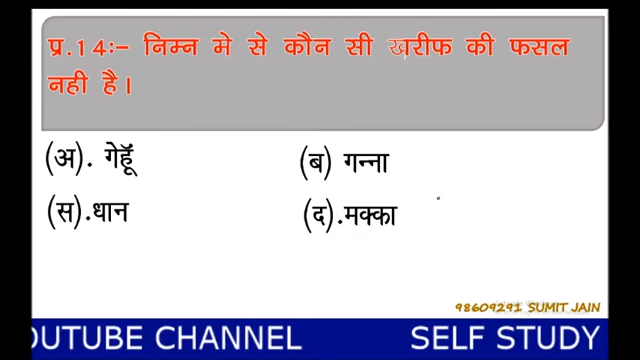 प्र.14:– निम्न मे से कौन सी खरीफ की फसल
नही है।
(अ). गेहूॅं (ब) गन्ना
(स).धान (द).मक्का
98609291 SUMIT JAIN
OUTUBE CHANNEL SELF STUDY